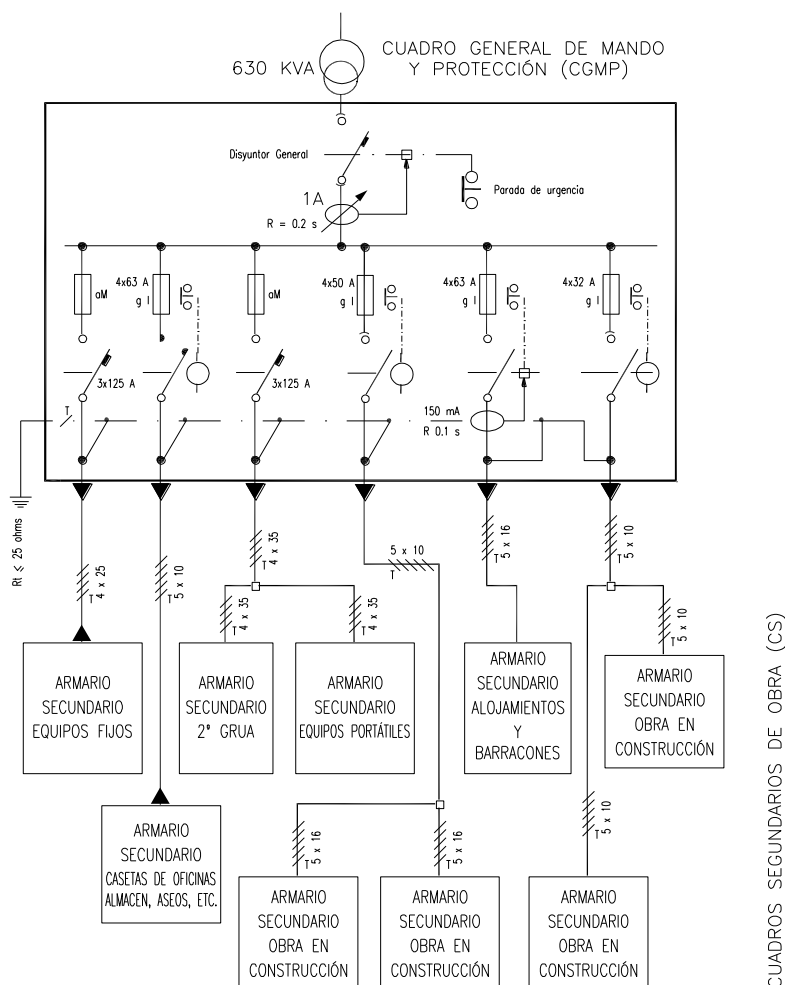 630 KVA
CUADRO GENERAL DE MANDO
Y PROTECCIÓN (CGMP)
Disyuntor General
Parada de urgencia
1A
R = 0.2 s
aM
4x63 A
g I
aM
4x50 A
g I
4x63 A
g I
4x32 A
g I
3x125 A
3x125 A
T
150 mA
R 0.1 s
Rt ≤ 25 ohms
T 4 x 25
T 5 x 10
T 4 x 35
5 x 10
T
T 5 x 16
T 5 x 10
T 4 x 35
T 4 x 35
T 5 x 10
ARMARIO
SECUNDARIO
EQUIPOS FIJOS
ARMARIO
SECUNDARIO
2ª GRUA
ARMARIO
SECUNDARIO
EQUIPOS PORTÁTILES
ARMARIO
SECUNDARIO
ALOJAMIENTOS
Y
BARRACONES
ARMARIO
SECUNDARIO
OBRA EN
CONSTRUCCIÓN
ARMARIO
SECUNDARIO
CASETAS DE OFICINAS
ALMACEN, ASEOS, ETC.
T 5 x 16
T 5 x 16
T 5 x 10
ARMARIO
SECUNDARIO
OBRA EN
CONSTRUCCIÓN
ARMARIO
SECUNDARIO
OBRA EN
CONSTRUCCIÓN
ARMARIO
SECUNDARIO
OBRA EN
CONSTRUCCIÓN
CUADROS SEGUNDARIOS DE OBRA (CS)